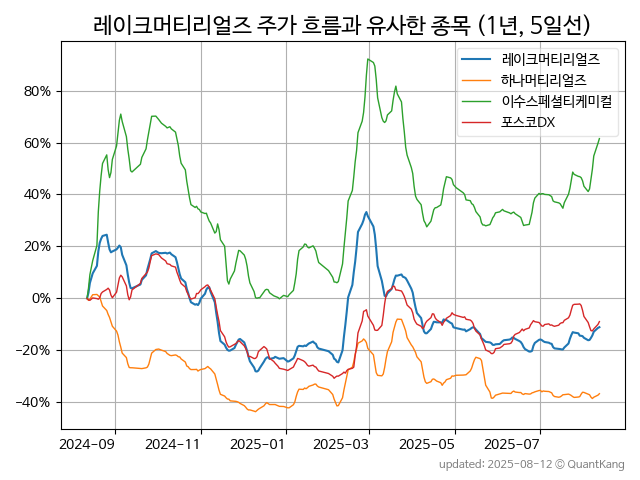 레이크머티리얼즈 주가 흐름과 유사한 종목 (1년, 5일선)
레이크머티리얼즈
하나머티리얼즈
이수스페셜티케미컬
포스코DX
80%
60%
40%
20%
0%
−20%
−40%
2024-09
2024-11
2025-01
2025-03
2025-05
2025-07
updated: 2025-08-12 © QuantKang